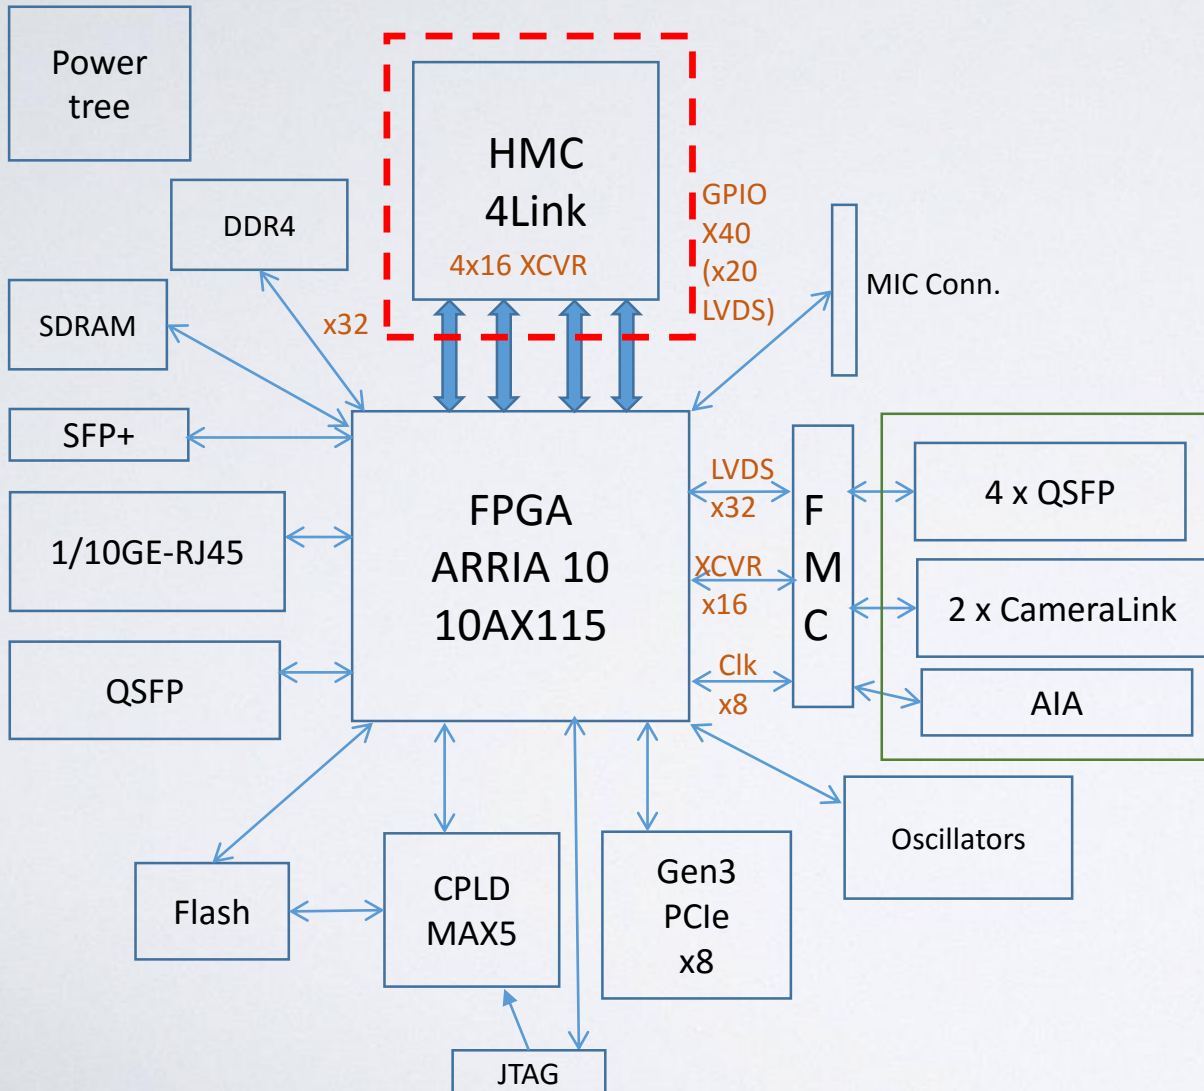 Power
tree
HMC
4Link
4x16 XCVR
GPIO
X40
(x20
LVDS)
DDR4
MIC Conn.
SDRAM
x32
SFP+
1/10GE-RJ45
QSFP
FPGA
ARRIA 10
10AX115
LVDS
x32
XCVR
x16
Clk
x8
F
M
C
4 x QSFP
2 x CameraLink
AIA
Oscillators
Flash
CPLD
MAX5
Gen3
PCIe
x8
JTAG